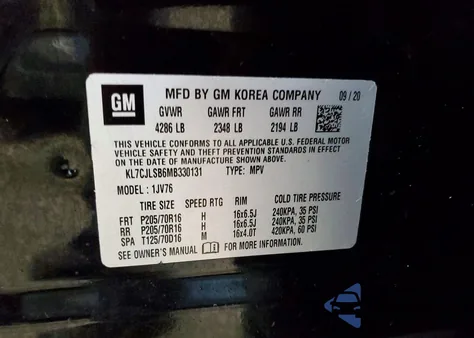 GM
MFD BY GM KOREA COMPANY 09/20
GVWR GAWR FRT GAWR RR
4286 LB 2348 LB 2194 LB
THIS VEHICLE CONFORMS TO ALL APPLICABLE U.S. FEDERAL MOTOR
VEHICLE SAFETY AND THEFT PREVENTION STANDARDS IN EFFECT ON THE
DATE OF MANUFACTURE SHOWN ABOVE.
KL7CJLSB6MB330131 TYPE: MPV
MODEL: 1JV76
TIRE SIZE SPEED RTG RIM COLD TIRE PRESSURE
FRT P205/70R16 H 16x6.5J 240KPA, 35 PSI
RR P205/70R16 H 16x6.5J 240KPA, 35 PSI
SPA T125/70D16 M 16x4.0T 420KPA, 60 PSI
SEE OWNER'S MANUAL FOR MORE INFORMATION.